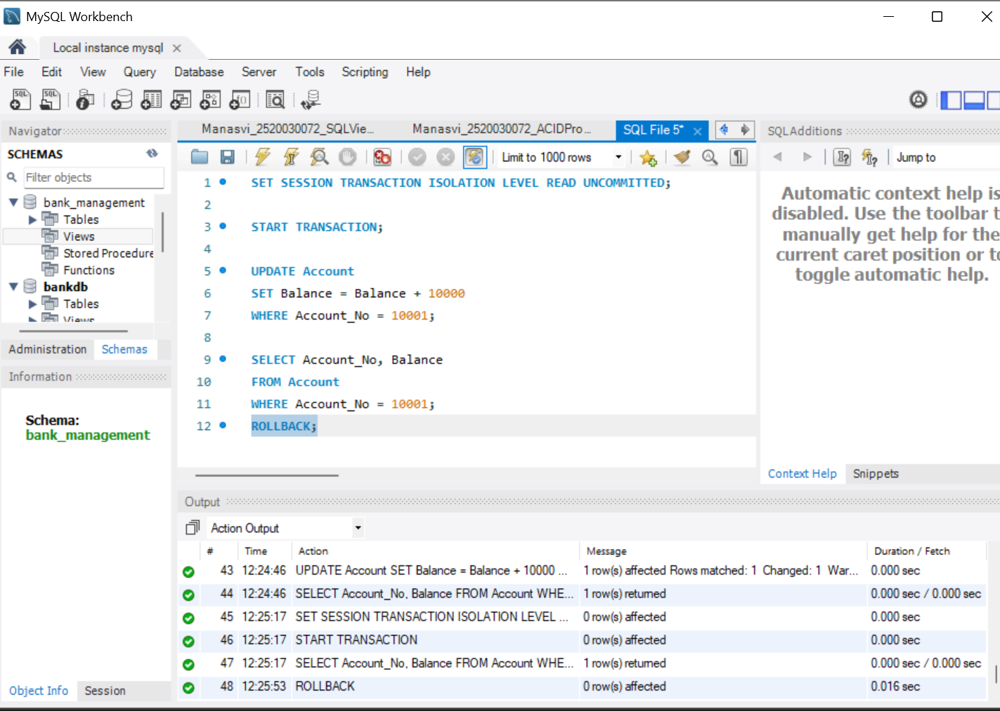 MySQL Workbench
Local instance mysql
File Edit View Query Database Server Tools Scripting Help
Navigator
SCHEMAS
Filter objects
bank_management
Tables
Views
Stored Procedure
Functions
bankdb
Tables
Views
Administration Schemas
Information
Schema:
bank_management
Object Info Session
Manasvi_2520030072_SQLVie... Manasvi_2520030072_ACIDPro... SQL File 5*
Limit to 1000 rows
1 SET SESSION TRANSACTION ISOLATION LEVEL READ UNCOMMITTED;
2
3 START TRANSACTION;
4
5 UPDATE Account
6 SET Balance = Balance + 10000
7 WHERE Account_No = 10001;
8
9 SELECT Account_No, Balance
10 FROM Account
11 WHERE Account_No = 10001;
12 ROLLBACK;
SQLAdditions
Jump to
Automatic context help is
disabled. Use the toolbar t
manually get help for the
current caret position or to
toggle automatic help.
Context Help Snippets
Output
Action Output
# Time Action Message Duration / Fetch
43 12:24:46 UPDATE Account SET Balance = Balance + 10000 ... 1 row(s) affected Rows matched: 1 Changed: 1 War... 0.000 sec
44 12:24:46 SELECT Account_No, Balance FROM Account WHE... 1 row(s) returned 0.000 sec / 0.000 sec
45 12:25:17 SET SESSION TRANSACTION ISOLATION LEVEL ... 0 row(s) affected 0.000 sec
46 12:25:17 START TRANSACTION 0 row(s) affected 0.000 sec
47 12:25:17 SELECT Account_No, Balance FROM Account WHE... 1 row(s) returned 0.000 sec / 0.000 sec
48 12:25:53 ROLLBACK 0 row(s) affected 0.016 sec